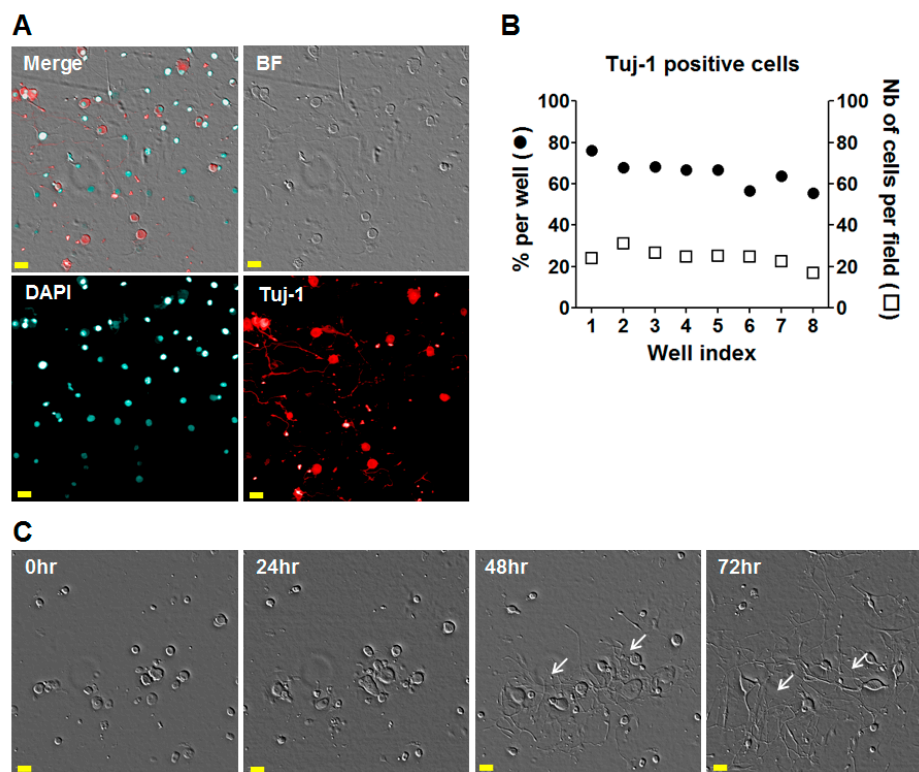 A
Merge
BF
DAPI
Tuj-1
B
Tuj-1 positive cells
% per well (●)
Nb of cells per field (□)
100
80
60
40
20
0
100
80
60
40
20
0
1 2 3 4 5 6 7 8
Well index
C
0hr
24hr
48hr
72hr